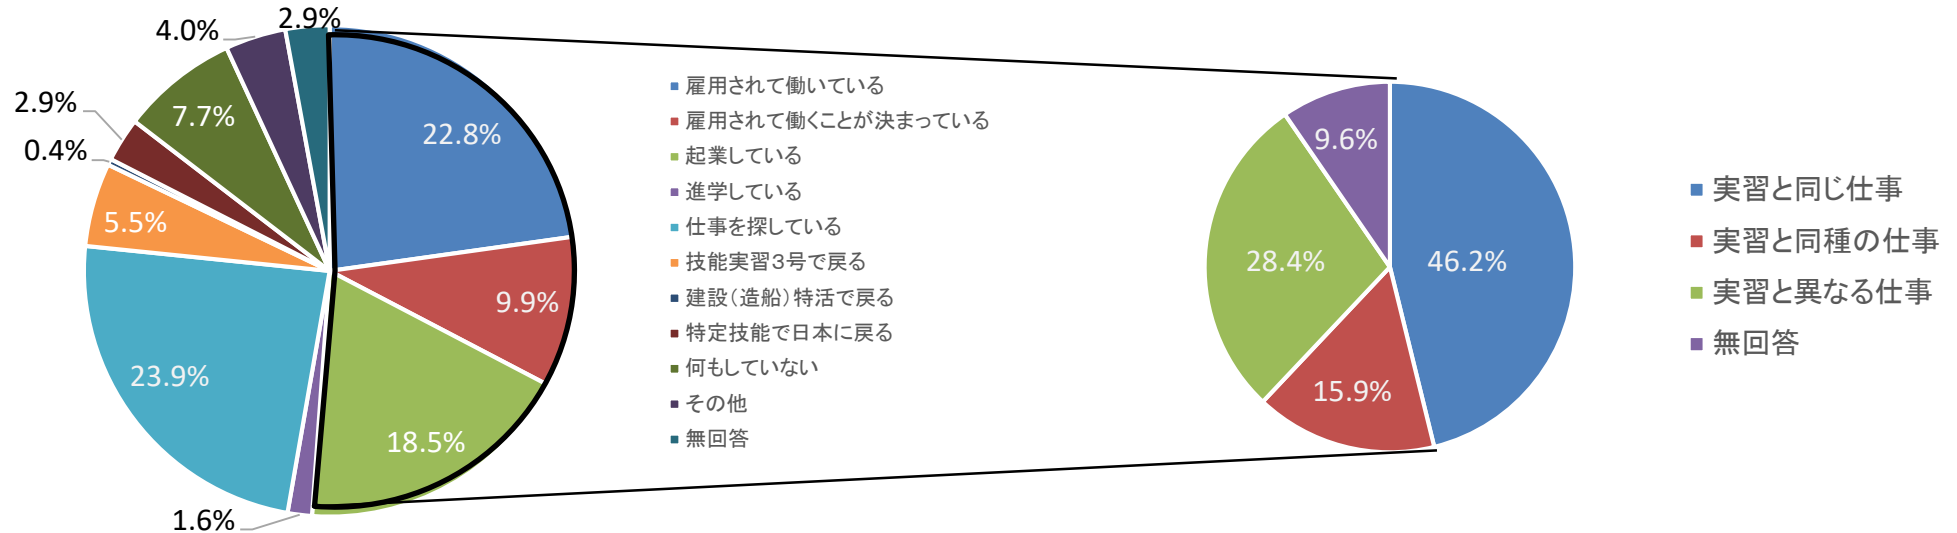 2.9%
4.0%
2.9%
7.7%
0.4%
5.5%
22.8%
9.9%
23.9%
18.5%
1.6%
雇用されて働いている
雇用されて働くことが決まっている
起業している
進学している
仕事を探している
技能実習3号で戻る
建設(造船)特活で戻る
特定技能で日本に戻る
何もしていない
その他
無回答
9.6%
28.4%
46.2%
15.9%
実習と同じ仕事
実習と同種の仕事
実習と異なる仕事
無回答